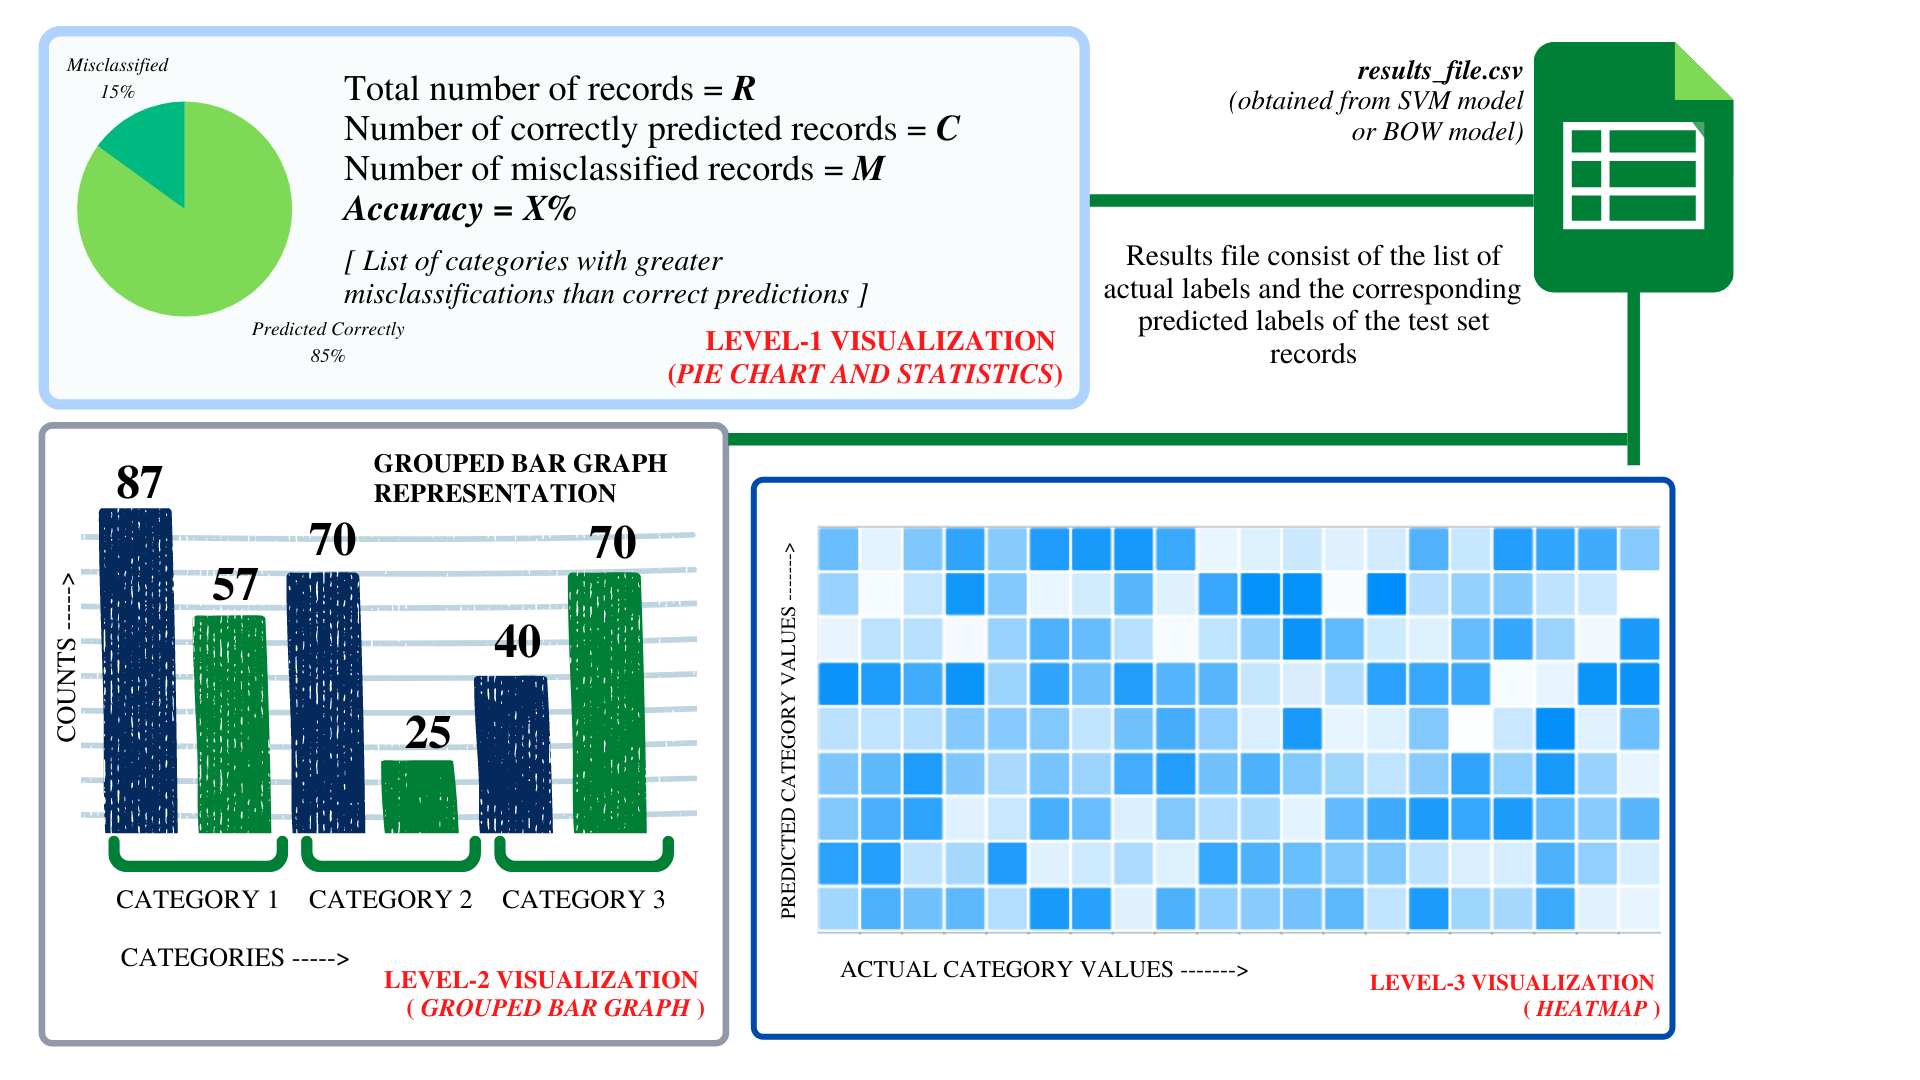 Misclassified
15%
Total number of records = R
Number of correctly predicted records = C
Number of misclassified records = M
Accuracy = X%
[ List of categories with greater
misclassifications than correct predictions ]
Predicted Correctly
85%
LEVEL-1 VISUALIZATION
(PIE CHART AND STATISTICS)
results_file.csv
(obtained from SVM model
or BOW model)
Results file consist of the list of
actual labels and the corresponding
predicted labels of the test set
records
GROUPED BAR GRAPH
REPRESENTATION
87
57
70
25
40
70
COUNTS ----->
CATEGORY 1
CATEGORY 2
CATEGORY 3
CATEGORIES ----->
LEVEL-2 VISUALIZATION
( GROUPED BAR GRAPH )
PREDICTED CATEGORY VALUES ------->
ACTUAL CATEGORY VALUES ------->
LEVEL-3 VISUALIZATION
( HEATMAP )